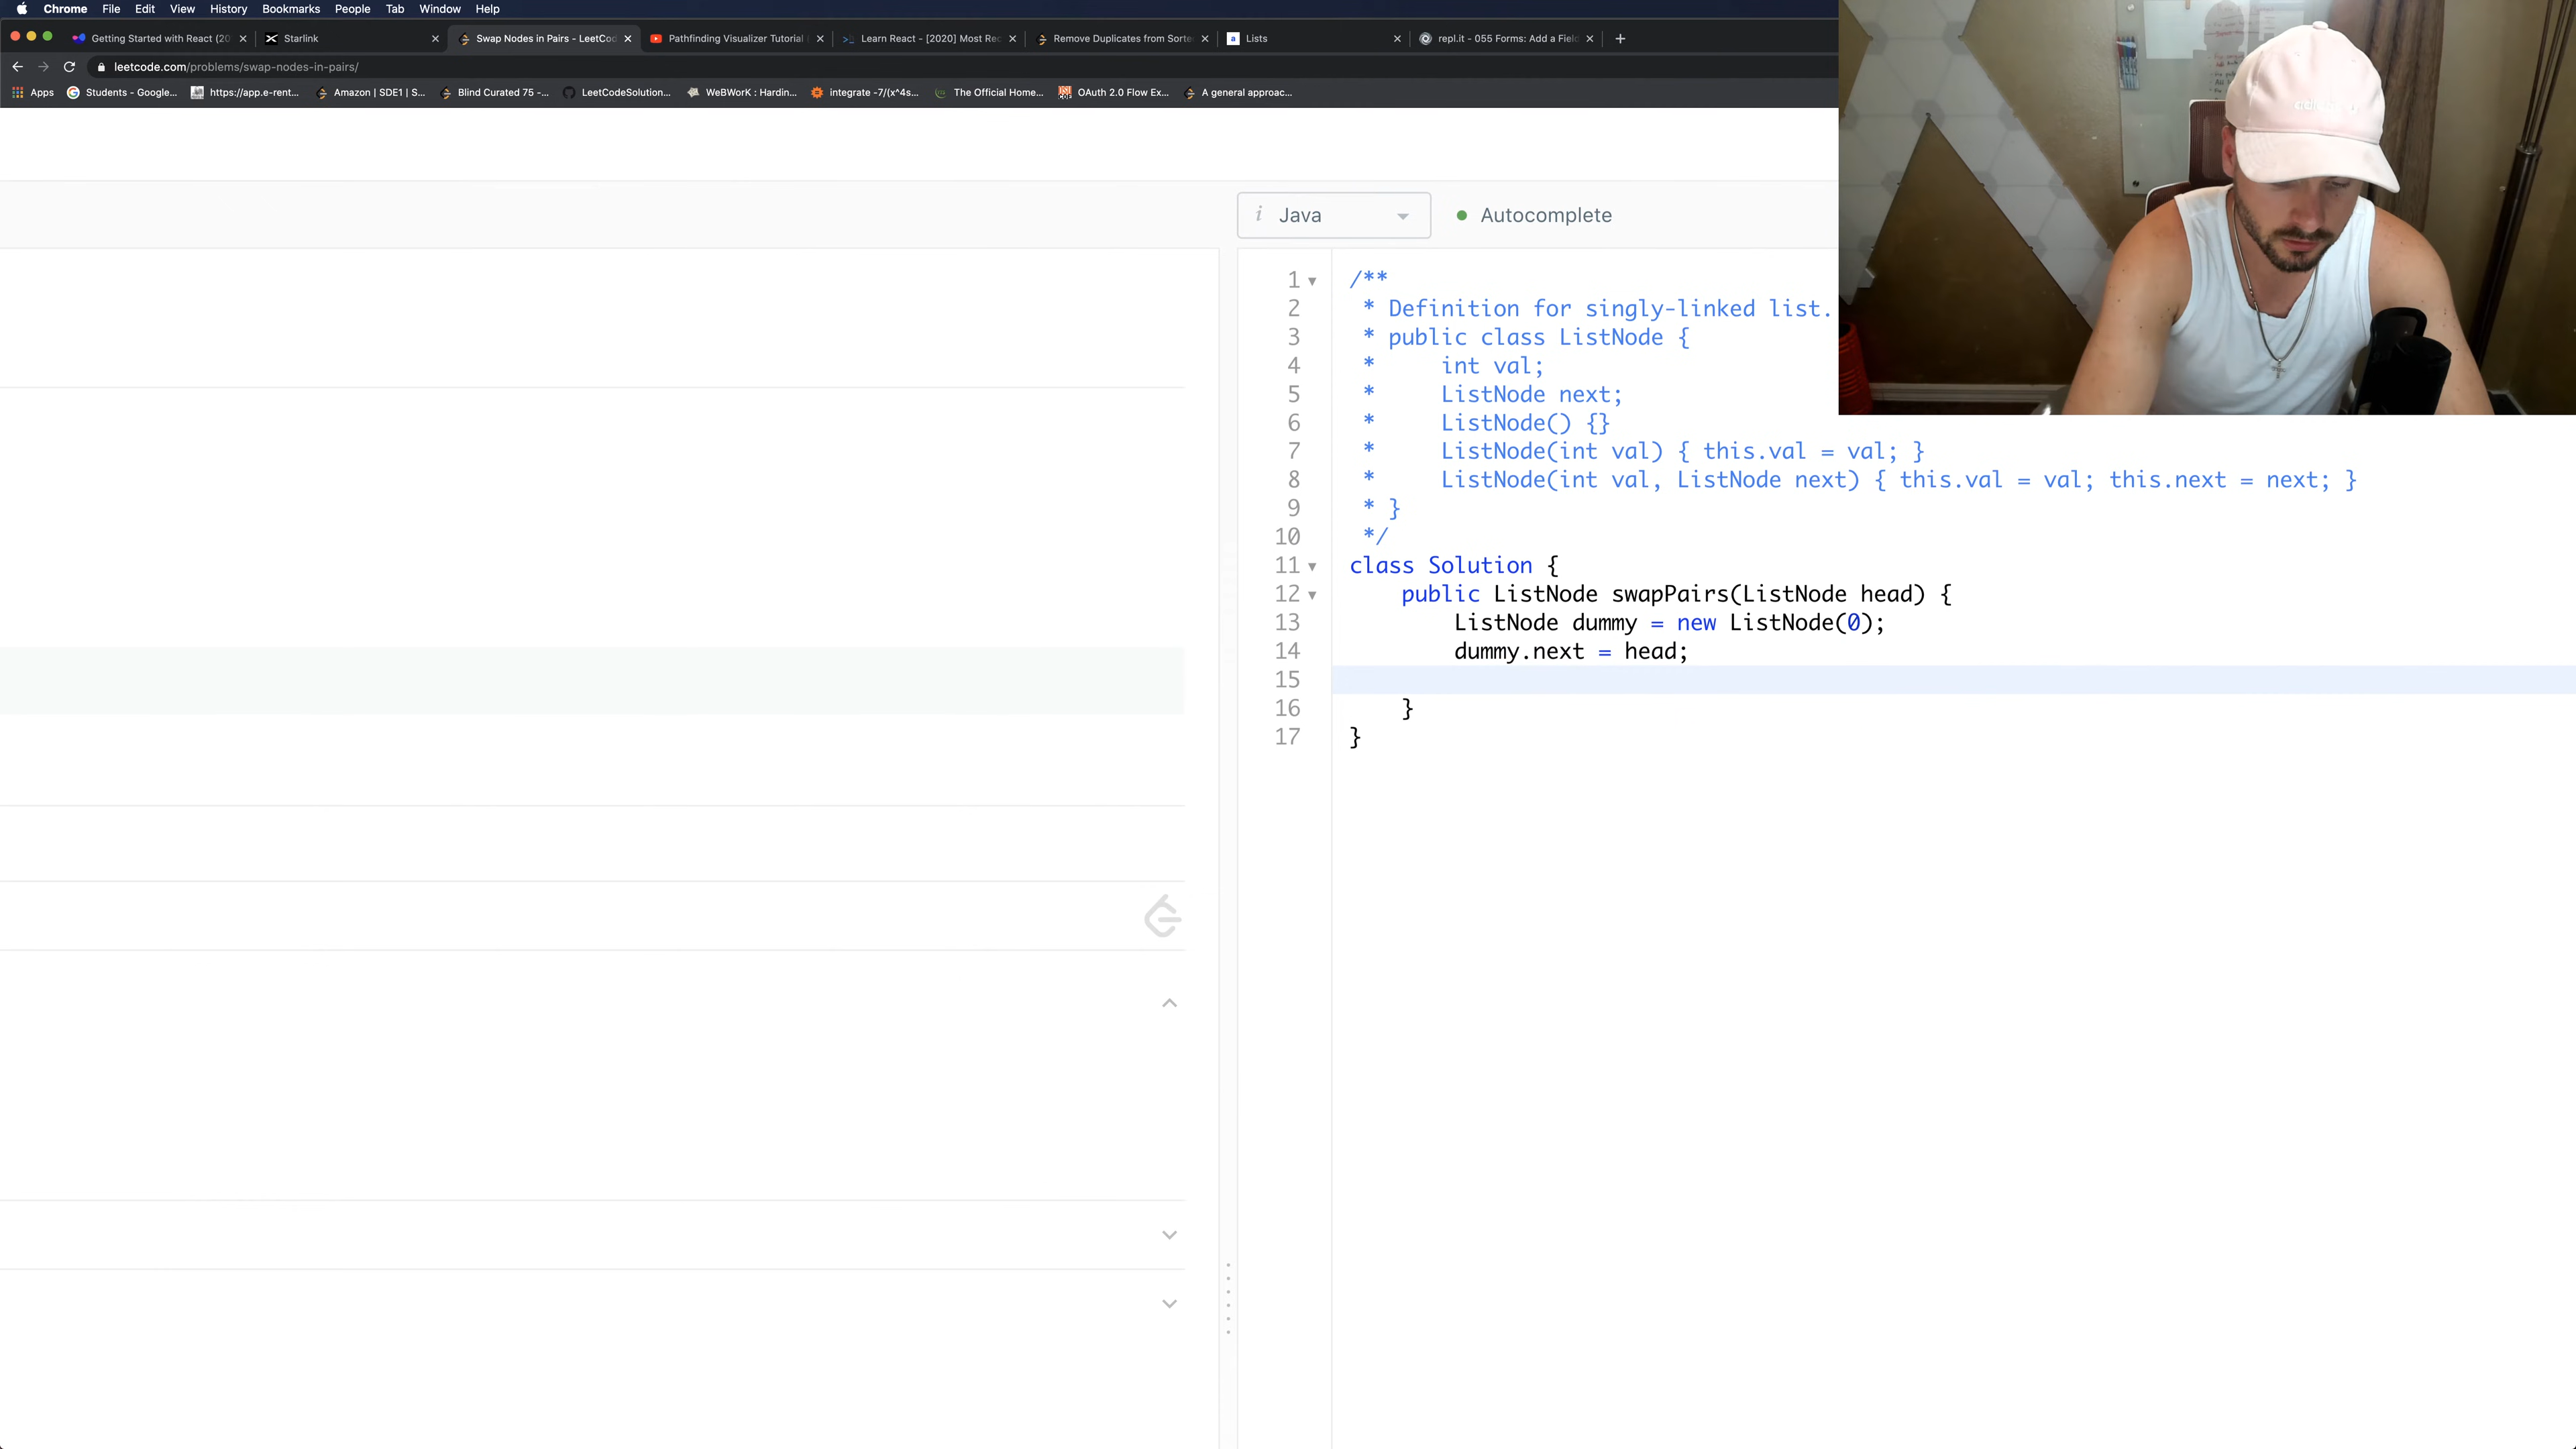 Chrome File Edit View History Bookmarks People Tab Window Help
Getting Started with React (20 Starlink Swap Nodes in Pairs - LeetCod Pathfinding Visualizer Tutorial Learn React - [2020] Most Rec Remove Duplicates from Sorte Lists repl.it - 055 Forms: Add a Field
leetcode.com/problems/swap-nodes-in-pairs/
Apps Students - Google... https://app.e-rent... Amazon | SDE1 | S... Blind Curated 75 -... LeetCodeSolution... WeBWorK : Hardin... integrate -7/(x^4s... The Official Home... OAuth 2.0 Flow Ex... A general approac...
i Java Autocomplete
1 /**
2 * Definition for singly-linked list.
3 * public class ListNode {
4 * int val;
5 * ListNode next;
6 * ListNode() {}
7 * ListNode(int val) { this.val = val; }
8 * ListNode(int val, ListNode next) { this.val = val; this.next = next; }
9 * }
10 */
11 class Solution {
12 public ListNode swapPairs(ListNode head) {
13 ListNode dummy = new ListNode(0);
14 dummy.next = head;
15
16 }
17 }